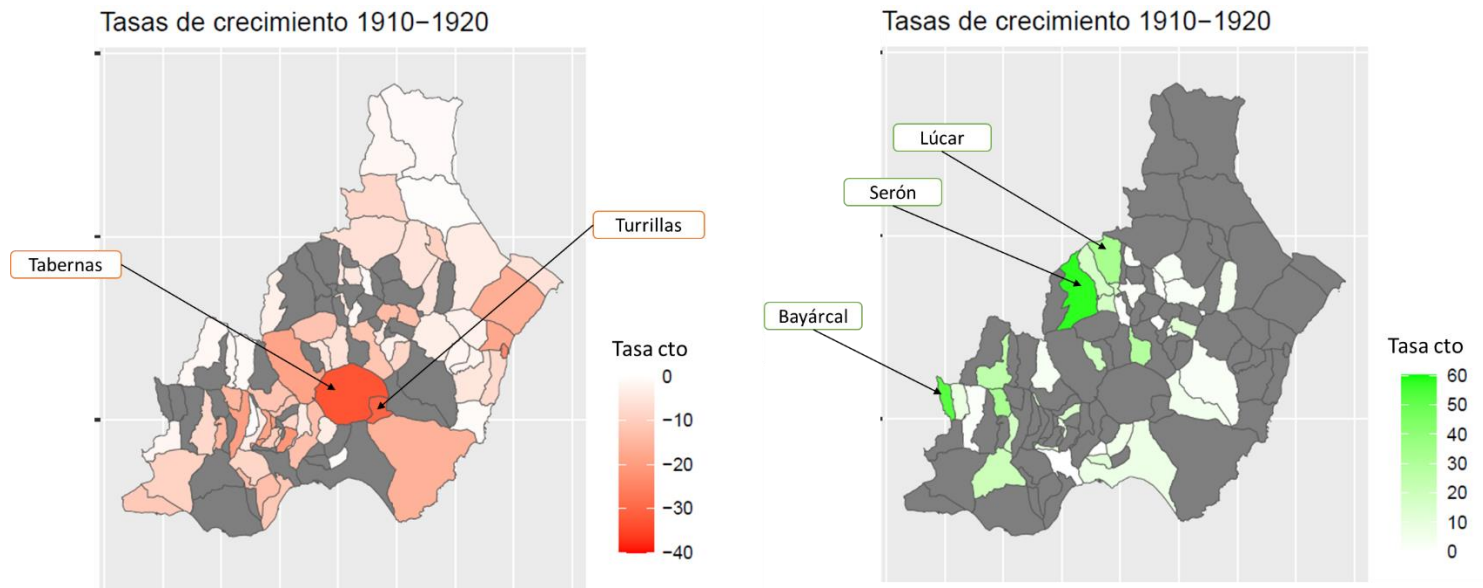 Tasas de crecimiento 1910−1920
Tabernas
Turrillas
Tasa cto
0
−10
−20
−30
−40
Tasas de crecimiento 1910−1920
Lúcar
Serón
Bayárcal
Tasa cto
60
50
40
30
20
10
0